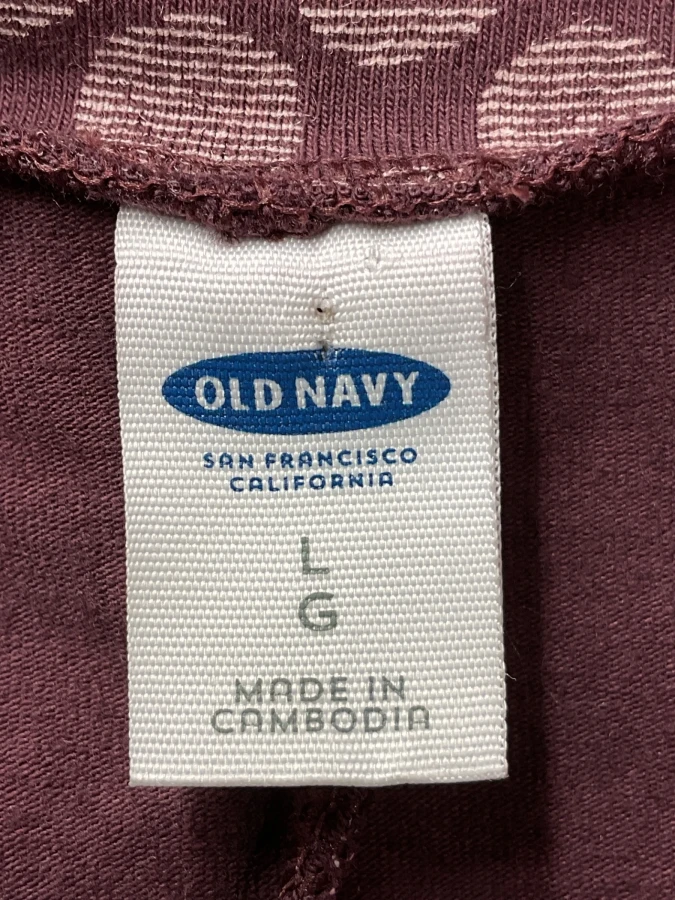 OLD NAVY
SAN FRANCISCO
CALIFORNIA
L
G
MADE IN
CAMBODIA